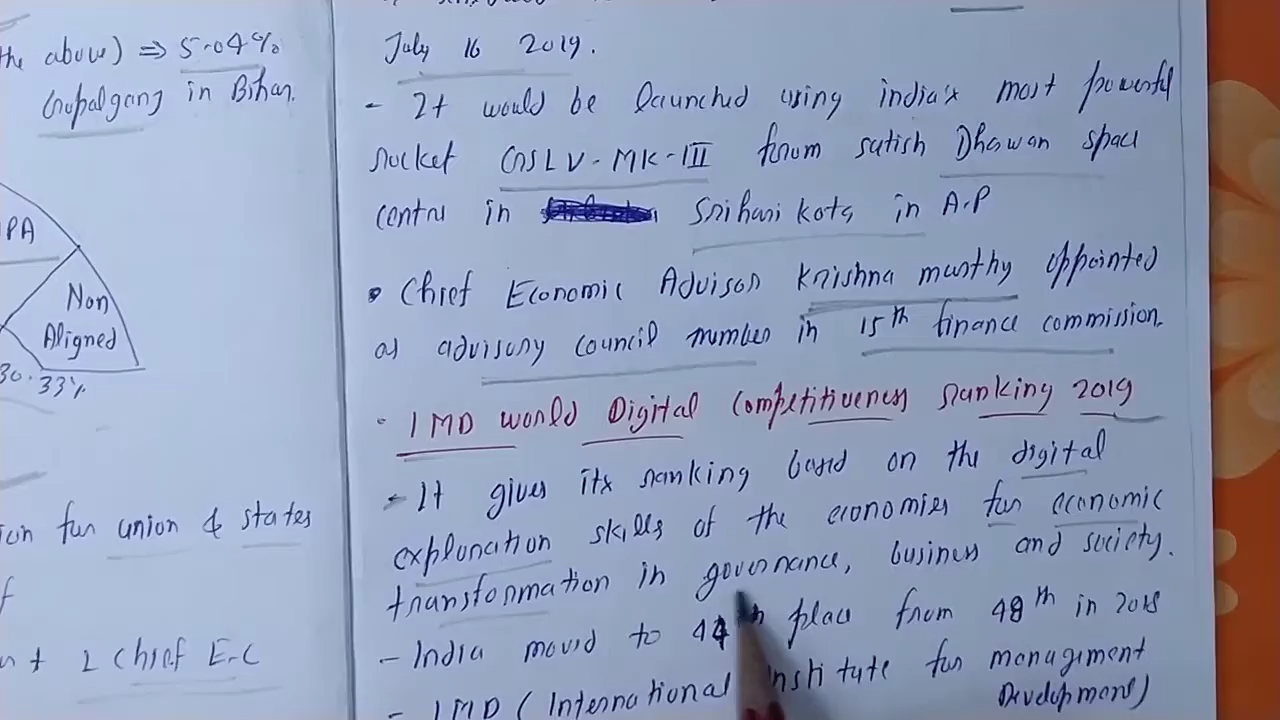 the above) ⇒ 5.04%
Gopalganj in Bihar.
PA
Non
Aligned
30.33%
ion for union & states
f
2 Chief E.C
July 16 2019.
- It would be launched using india's most powerful
rocket GSLV-MK-III from satish Dhawan space
centre in Srihari kota in A.P
• Chief Economic Advisor Krishna murthy appointed
as advisory council member in 15th finance commission.
• IMD world Digital Competitiveness ranking 2019
- It gives its ranking based on the digital
exploration skills of the economies for economic
transformation in governance, business and society.
- India moved to 44th place from 48th in 2018
- IMD (International Institute for management
Development)